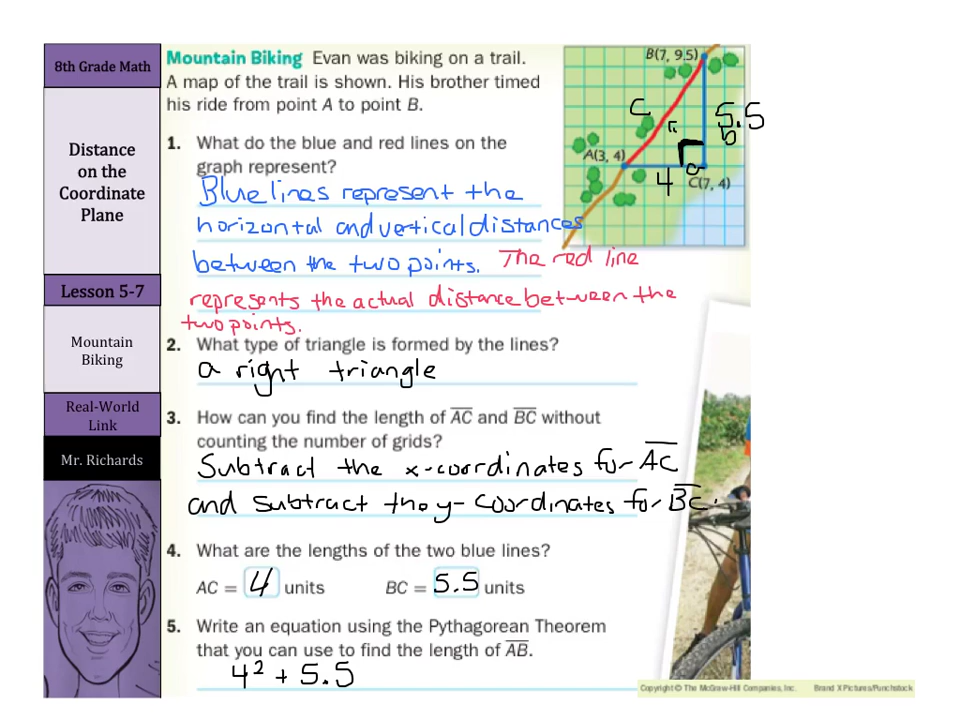 8th Grade Math
Distance
on the
Coordinate
Plane
Lesson 5-7
Mountain
Biking
Real-World
Link
Mr. Richards
Mountain Biking Evan was biking on a trail.
A map of the trail is shown. His brother timed
his ride from point A to point B.
B(7, 9.5)
A(3, 4)
C(7, 4)
c
5.5
b
4
a
1. What do the blue and red lines on the
graph represent?
Blue lines represent the
horizontal and vertical distances
between the two points. The red line
represents the actual distance between the
two points.
2. What type of triangle is formed by the lines?
a right triangle
3. How can you find the length of AC and BC without
counting the number of grids?
Subtract the x-coordinates for AC
and subtract the y-coordinates for BC.
4. What are the lengths of the two blue lines?
AC = 4 units BC = 5.5 units
5. Write an equation using the Pythagorean Theorem
that you can use to find the length of AB.
4² + 5.5
Copyright © The McGraw-Hill Companies, Inc. Brand X Pictures/Punchstock